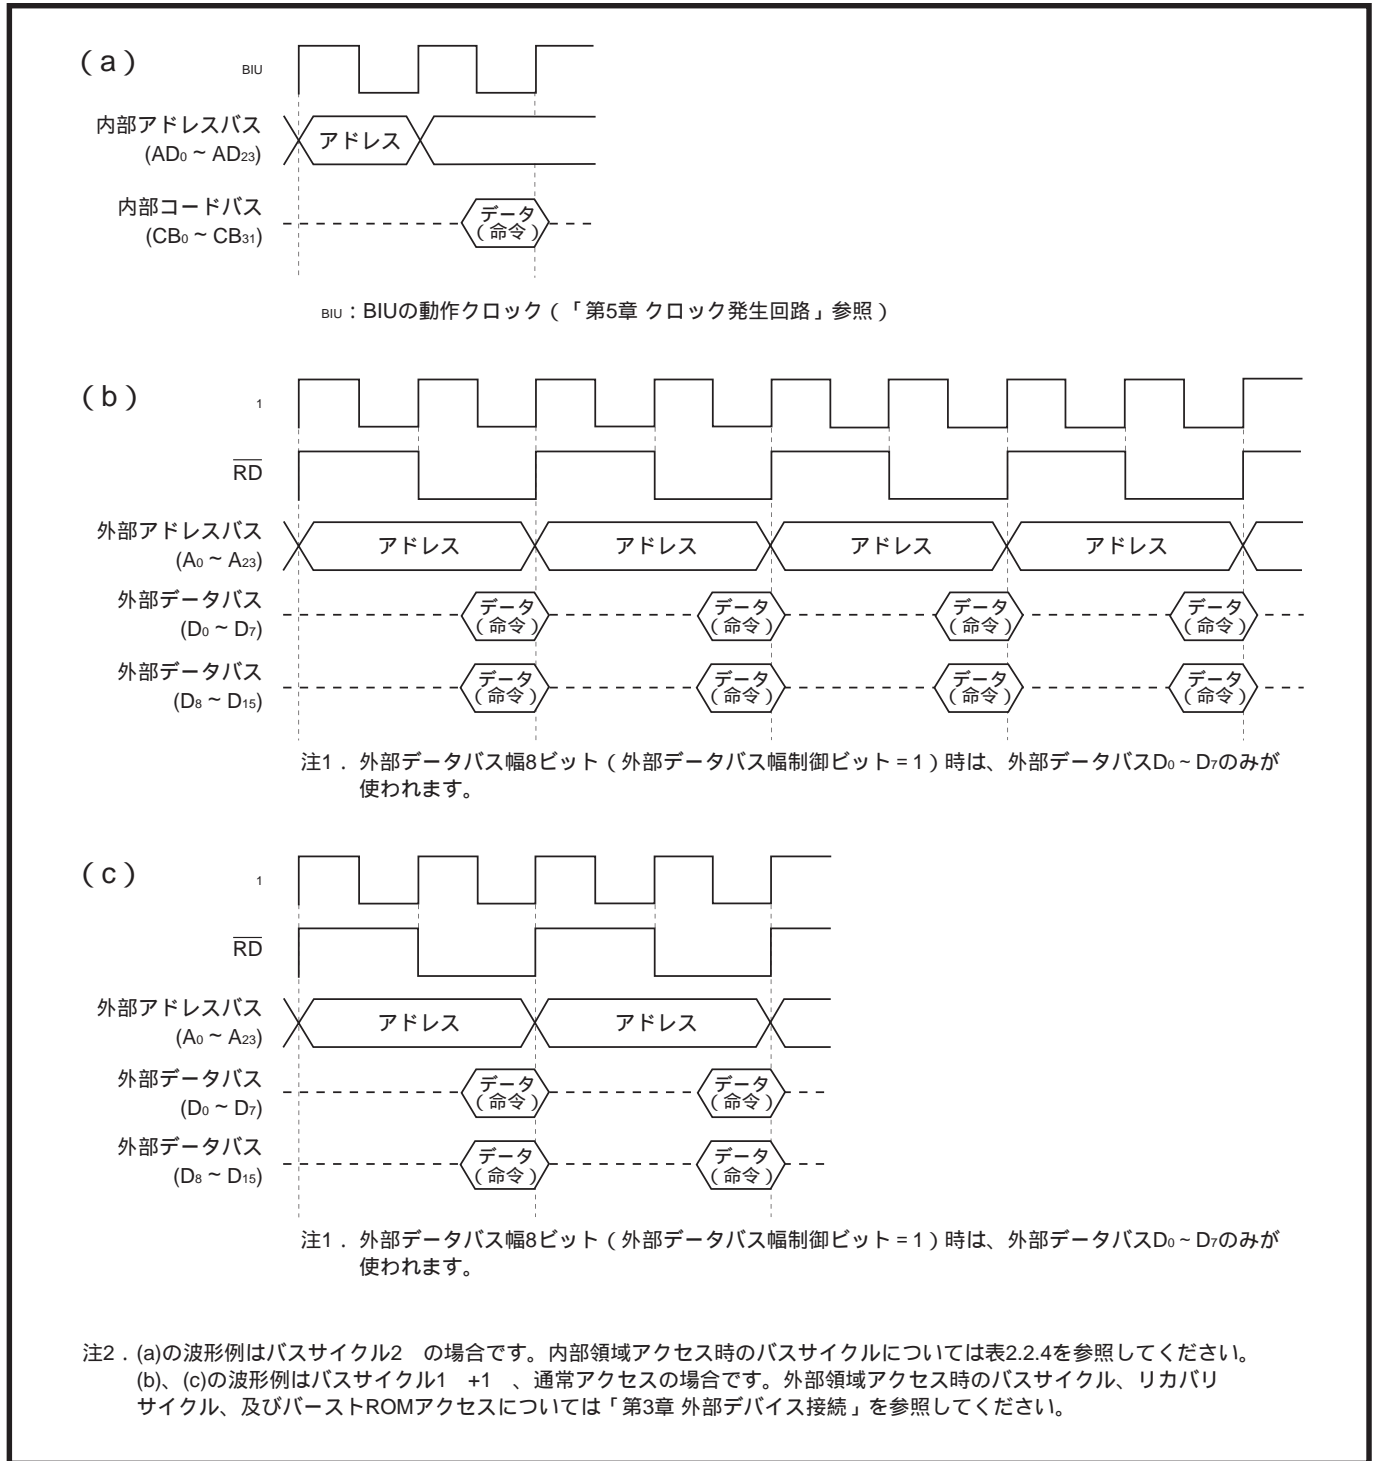 (a)
BIU
内部アドレスバス
(AD0 ~ AD23)
アドレス
内部コードバス
(CB0 ~ CB31)
データ
(命令)
BIU：BIUの動作クロック（「第5章 クロック発生回路」参照）
(b)
1
RD
外部アドレスバス
(A0 ~ A23)
アドレス アドレス アドレス アドレス
外部データバス
(D0 ~ D7)
データ データ データ データ
(命令) (命令) (命令) (命令)
外部データバス
(D8 ~ D15)
データ データ データ データ
(命令) (命令) (命令) (命令)
注1．外部データバス幅8ビット（外部データバス幅制御ビット = 1）時は、外部データバスD0 ~ D7のみが
使われます。
(c)
1
RD
外部アドレスバス
(A0 ~ A23)
アドレス アドレス
外部データバス
(D0 ~ D7)
データ データ
(命令) (命令)
外部データバス
(D8 ~ D15)
データ データ
(命令) (命令)
注1．外部データバス幅8ビット（外部データバス幅制御ビット = 1）時は、外部データバスD0 ~ D7のみが
使われます。
注2．(a)の波形例はバスサイクル2　の場合です。内部領域アクセス時のバスサイクルについては表2.2.4を参照してください。
(b)、(c)の波形例はバスサイクル1　+1　、通常アクセスの場合です。外部領域アクセス時のバスサイクル、リカバリ
サイクル、及びバーストROMアクセスについては「第3章 外部デバイス接続」を参照してください。